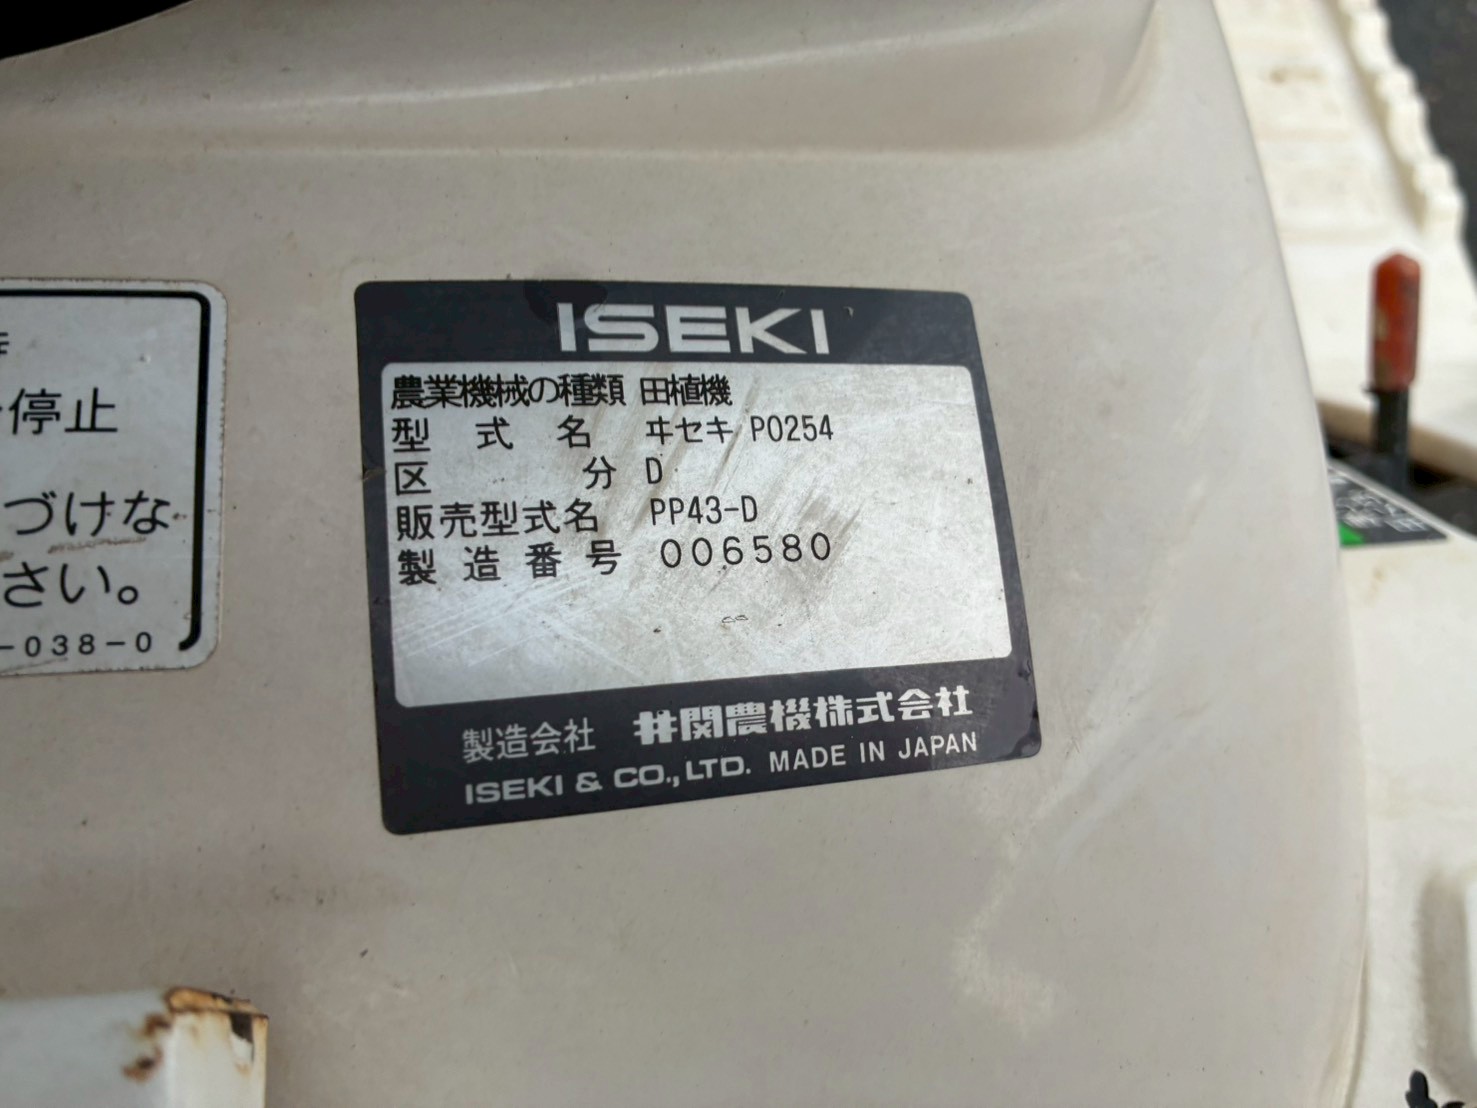 停止
づけな
さい。
-038-0
ISEKI
農業機械の種類 田植機
型式名 ヰセキ P0254
区分 D
販売型式名 PP43-D
製造番号 006580
製造会社 井関農機株式会社
ISEKI & CO.,LTD. MADE IN JAPAN